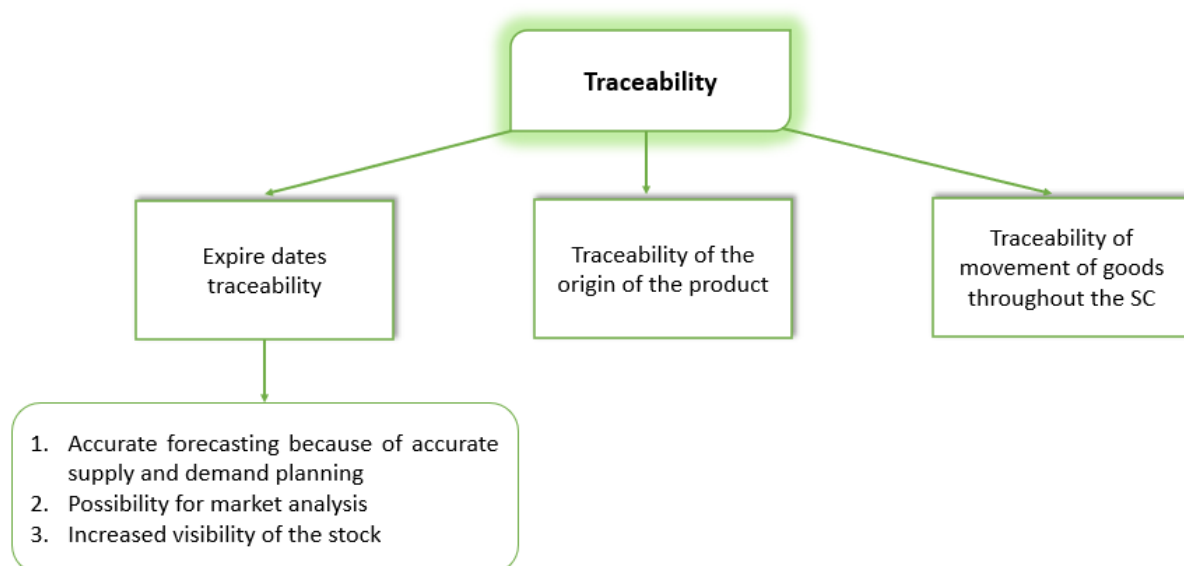 Traceability
Expire dates
traceability
Traceability of the
origin of the product
Traceability of
movement of goods
throughout the SC
1. Accurate forecasting because of accurate
supply and demand planning
2. Possibility for market analysis
3. Increased visibility of the stock